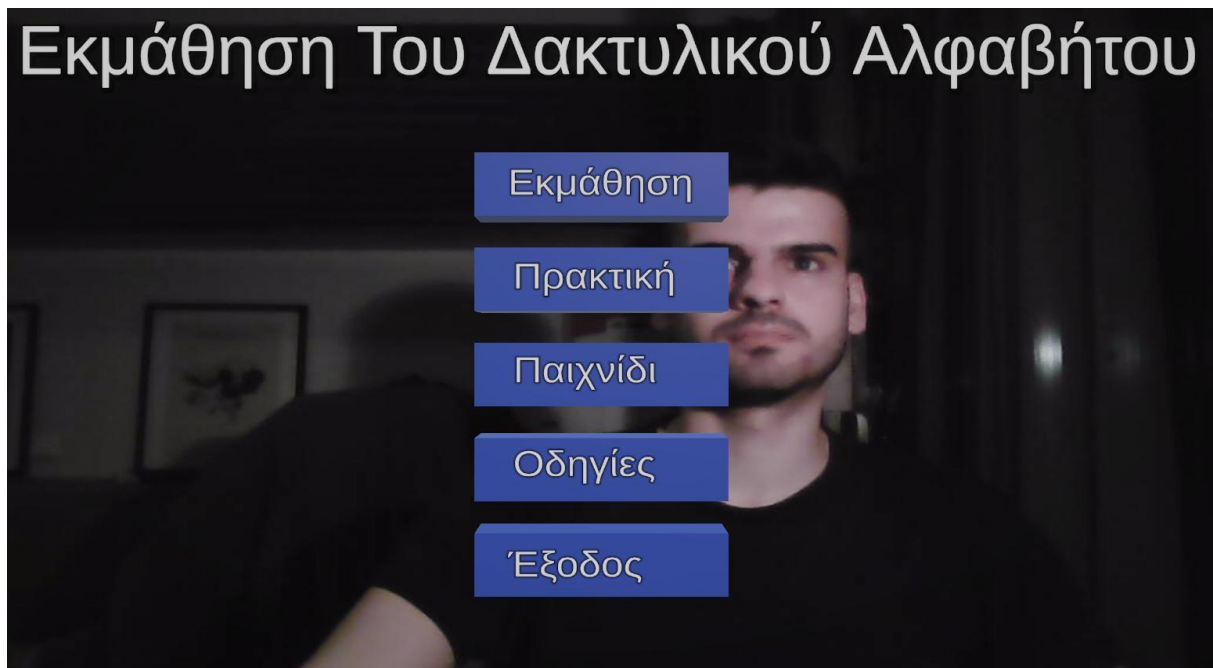 Εκμάθηση Του Δακτυλικού Αλφαβήτου
Εκμάθηση
Πρακτική
Παιχνίδι
Οδηγίες
Έξοδος